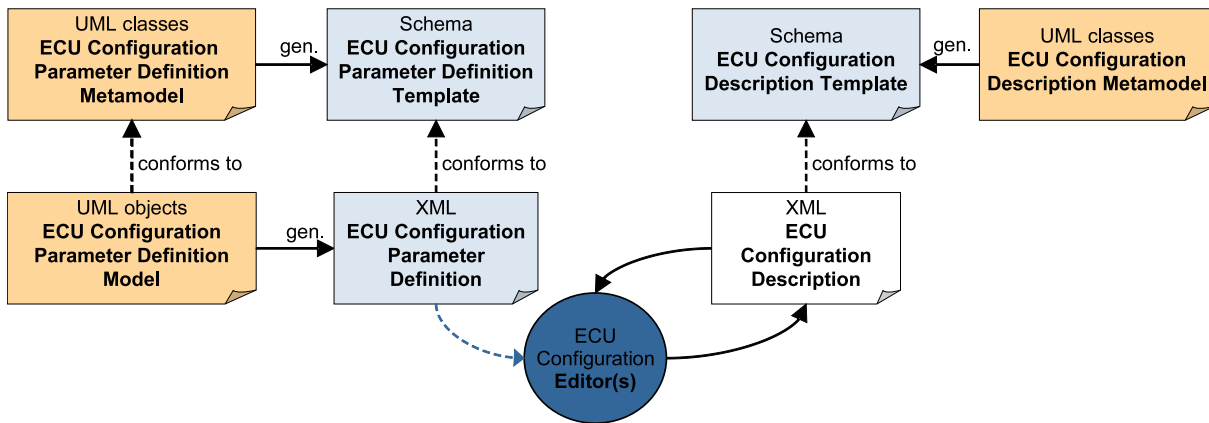 UML classes
ECU Configuration
Parameter Definition
Metamodel
gen.
Schema
ECU Configuration
Parameter Definition
Template
Schema
ECU Configuration
Description Template
gen.
UML classes
ECU Configuration
Description Metamodel
conforms to
conforms to
conforms to
UML objects
ECU Configuration
Parameter Definition
Model
gen.
XML
ECU Configuration
Parameter
Definition
XML
ECU
Configuration
Description
ECU
Configuration
Editor(s)